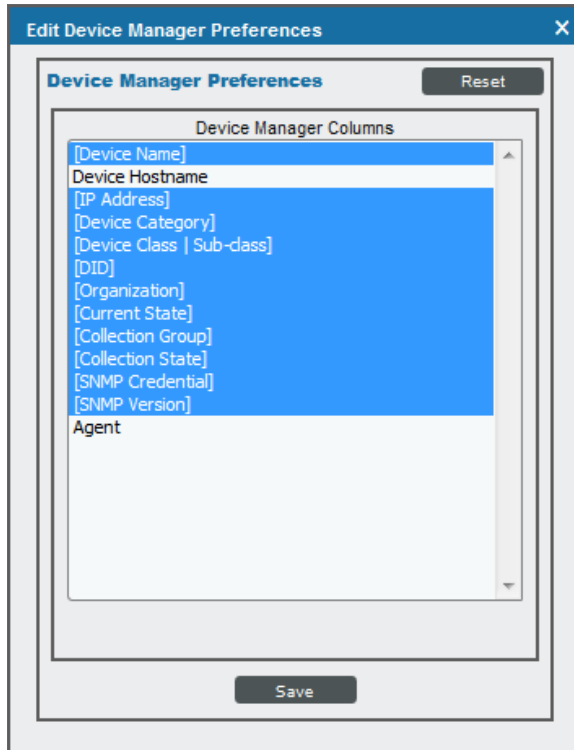 Edit Device Manager Preferences
Device Manager Preferences
Reset
Device Manager Columns
[Device Name]
Device Hostname
[IP Address]
[Device Category]
[Device Class | Sub-class]
[DID]
[Organization]
[Current State]
[Collection Group]
[Collection State]
[SNMP Credential]
[SNMP Version]
Agent
Save